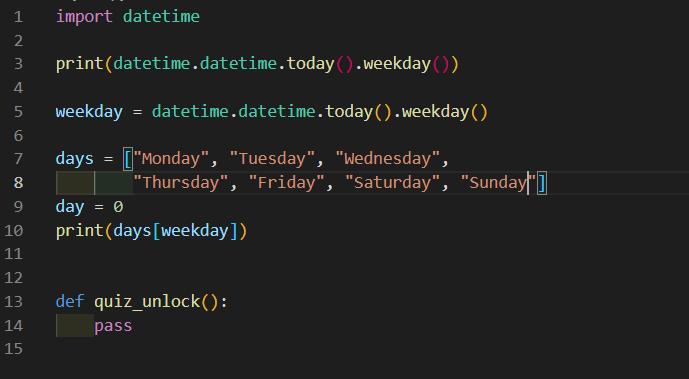 1 import datetime
2
3 print(datetime.datetime.today().weekday())
4
5 weekday = datetime.datetime.today().weekday()
6
7 days = ["Monday", "Tuesday", "Wednesday",
8         "Thursday", "Friday", "Saturday", "Sunday"]
9 day = 0
10 print(days[weekday])
11
12
13 def quiz_unlock():
14     pass
15